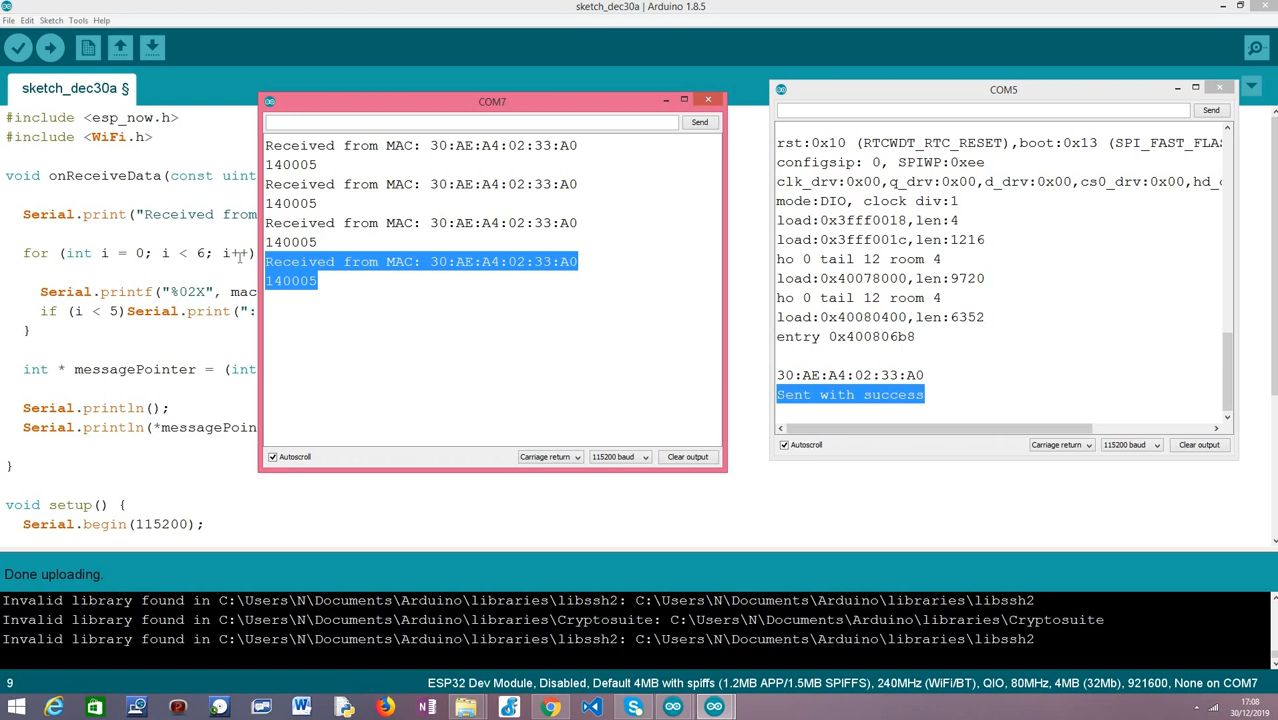 sketch_dec30a | Arduino 1.8.5
File Edit Sketch Tools Help
sketch_dec30a §
#include <esp_now.h>
#include <WiFi.h>
void onReceiveData(const uint
Serial.print("Received from
for (int i = 0; i < 6; i++)
Serial.printf("%02X", mac
if (i < 5)Serial.print(":
}
int * messagePointer = (int
Serial.println();
Serial.println(*messagePoin
}
void setup() {
Serial.begin(115200);
COM7
Send
Received from MAC: 30:AE:A4:02:33:A0
140005
Received from MAC: 30:AE:A4:02:33:A0
140005
Received from MAC: 30:AE:A4:02:33:A0
140005
Received from MAC: 30:AE:A4:02:33:A0
140005
Autoscroll Carriage return 115200 baud Clear output
COM5
Send
rst:0x10 (RTCWDT_RTC_RESET),boot:0x13 (SPI_FAST_FLAS
configsip: 0, SPIWP:0xee
clk_drv:0x00,q_drv:0x00,d_drv:0x00,cs0_drv:0x00,hd_d
mode:DIO, clock div:1
load:0x3fff0018,len:4
load:0x3fff001c,len:1216
ho 0 tail 12 room 4
load:0x40078000,len:9720
ho 0 tail 12 room 4
load:0x40080400,len:6352
entry 0x400806b8
30:AE:A4:02:33:A0
Sent with success
Autoscroll Carriage return 115200 baud Clear output
Done uploading.
Invalid library found in C:\Users\N\Documents\Arduino\libraries\libssh2: C:\Users\N\Documents\Arduino\libraries\libssh2
Invalid library found in C:\Users\N\Documents\Arduino\libraries\Cryptosuite: C:\Users\N\Documents\Arduino\libraries\Cryptosuite
Invalid library found in C:\Users\N\Documents\Arduino\libraries\libssh2: C:\Users\N\Documents\Arduino\libraries\libssh2
9 ESP32 Dev Module, Disabled, Default 4MB with spiffs (1.2MB APP/1.5MB SPIFFS), 240MHz (WiFi/BT), QIO, 80MHz, 4MB (32Mb), 921600, None on COM7
17:08
30/12/2019